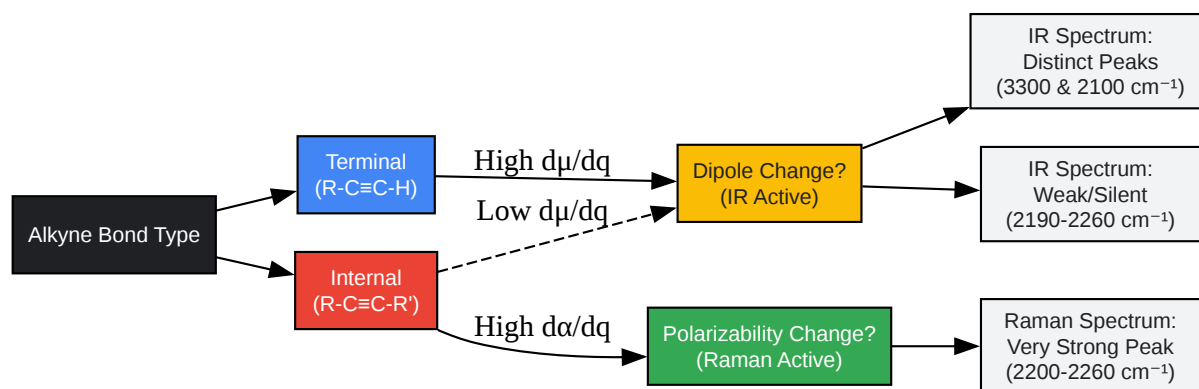 Alkyne Bond Type
Terminal
(R-C≡C-H)
Internal
(R-C≡C-R')
High dμ/dq
Low dμ/dq
High dα/dq
Dipole Change?
(IR Active)
Polarizability Change?
(Raman Active)
IR Spectrum:
Distinct Peaks
(3300 & 2100 cm⁻¹)
IR Spectrum:
Weak/Silent
(2190-2260 cm⁻¹)
Raman Spectrum:
Very Strong Peak
(2200-2260 cm⁻¹)